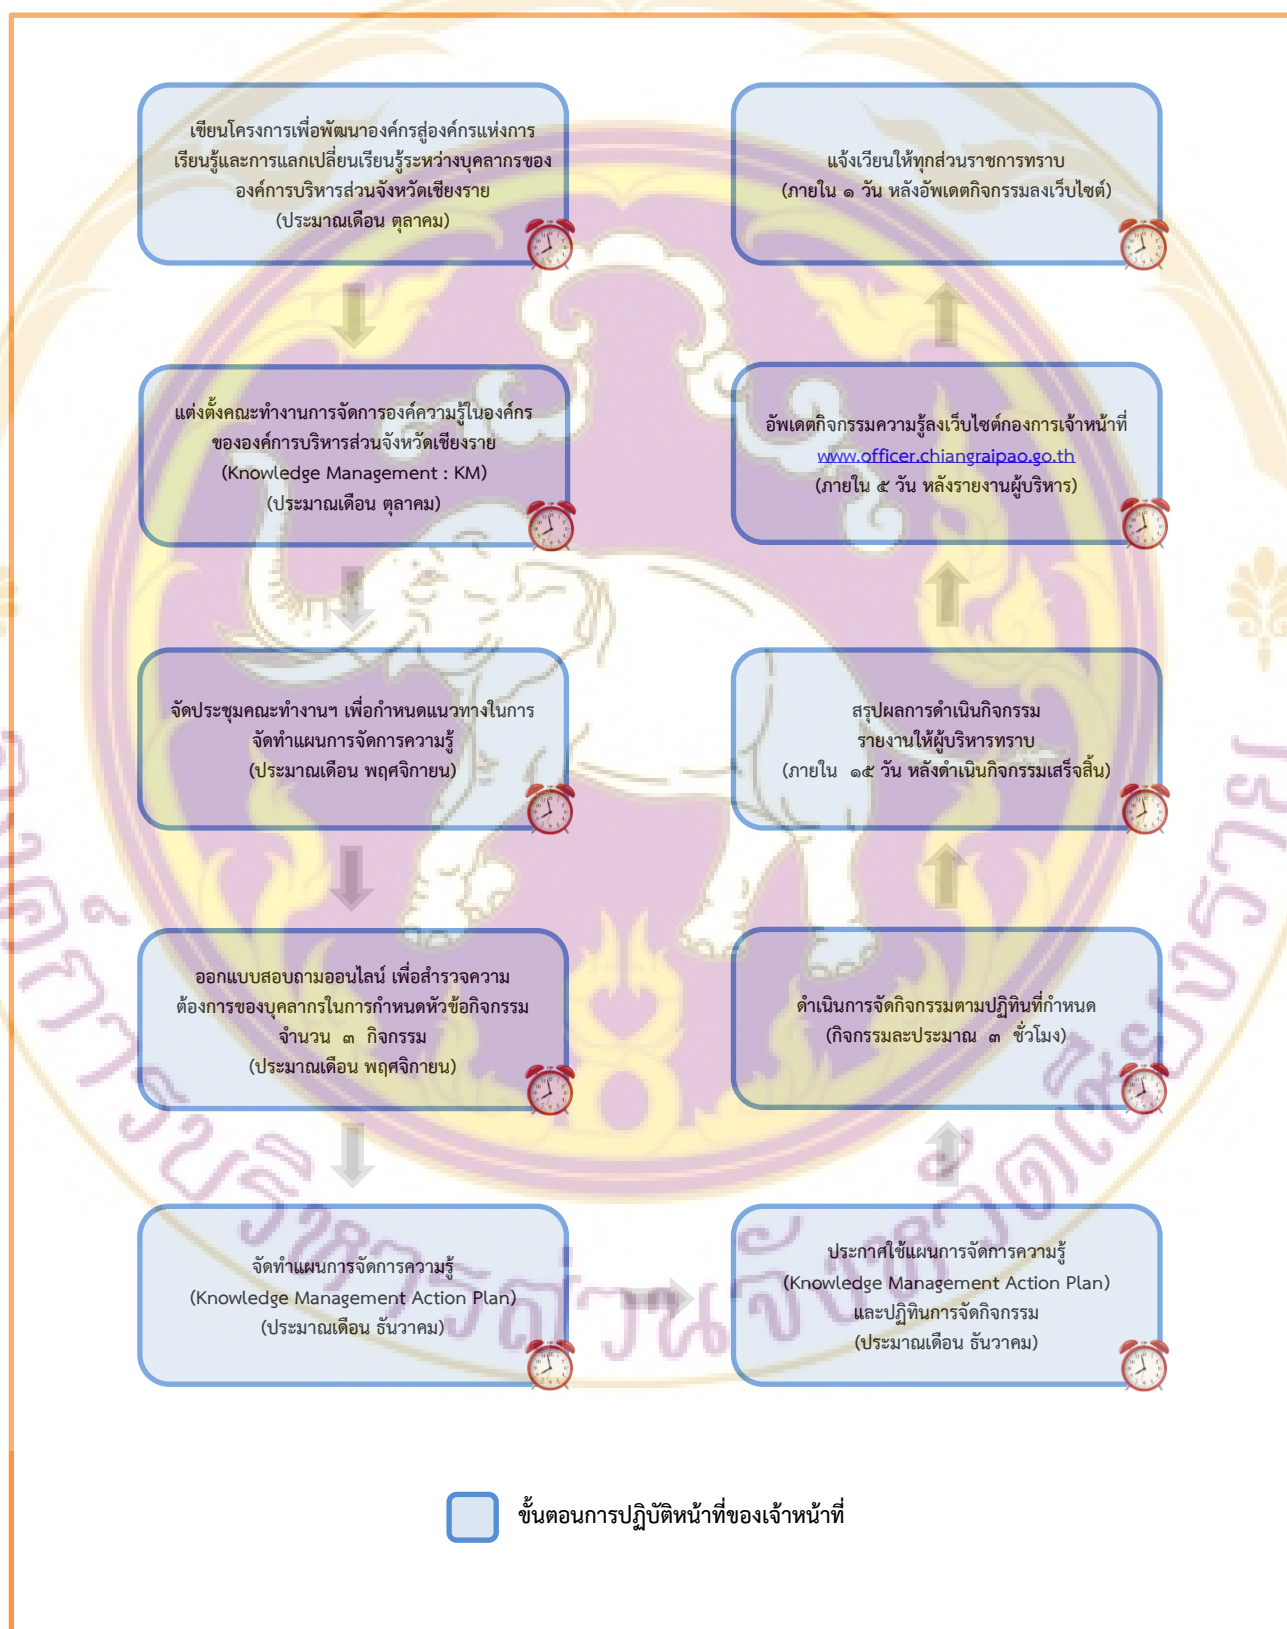 เขียนโครงการเพื่อพัฒนาองค์กรสู่องค์กรแห่งการ
เรียนรู้และการแลกเปลี่ยนเรียนรู้ระหว่างบุคลากรของ
องค์การบริหารส่วนจังหวัดเชียงราย
(ประมาณเดือน ตุลาคม)
แต่งตั้งคณะทำงานการจัดการองค์ความรู้ในองค์กร
ขององค์การบริหารส่วนจังหวัดเชียงราย
(Knowledge Management : KM)
(ประมาณเดือน ตุลาคม)
จัดประชุมคณะทำงานฯ เพื่อกำหนดแนวทางในการ
จัดทำแผนการจัดการความรู้
(ประมาณเดือน พฤศจิกายน)
ออกแบบสอบถามออนไลน์ เพื่อสำรวจความ
ต้องการของบุคลากรในการกำหนดหัวข้อกิจกรรม
จำนวน ๓ กิจกรรม
(ประมาณเดือน พฤศจิกายน)
จัดทำแผนการจัดการความรู้
(Knowledge Management Action Plan)
(ประมาณเดือน ธันวาคม)
ประกาศใช้แผนการจัดการความรู้
(Knowledge Management Action Plan)
และปฏิทินการจัดกิจกรรม
(ประมาณเดือน ธันวาคม)
ดำเนินการจัดกิจกรรมตามปฏิทินที่กำหนด
(กิจกรรมละประมาณ ๓ ชั่วโมง)
สรุปผลการดำเนินกิจกรรม
รายงานให้ผู้บริหารทราบ
(ภายใน ๑๕ วัน หลังดำเนินกิจกรรมเสร็จสิ้น)
อัพเดตกิจกรรมความรู้ลงเว็บไซต์กองการเจ้าหน้าที่
www.officer.chiangraipao.go.th
(ภายใน ๕ วัน หลังรายงานผู้บริหาร)
แจ้งเวียนให้ทุกส่วนราชการทราบ
(ภายใน ๑ วัน หลังอัพเดตกิจกรรมลงเว็บไซต์)
ขั้นตอนการปฏิบัติหน้าที่ของเจ้าหน้าที่
องค์การบริหารส่วนจังหวัดเชียงราย